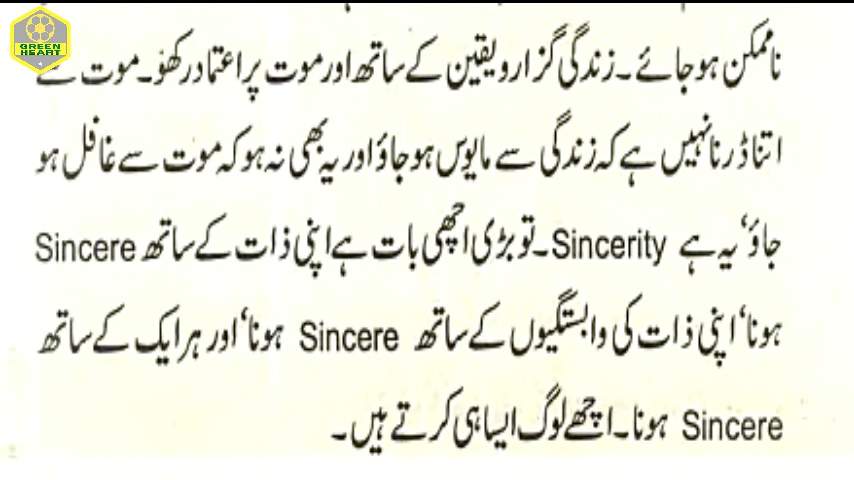 GREEN
HEART
ناممکن ہو جائے۔ زندگی گزارو یقین کے ساتھ اور موت پر اعتماد رکھو۔ موت سے
اتنا ڈرنا نہیں ہے کہ زندگی سے مایوس ہو جاؤ اور یہ بھی نہ ہو کہ موت سے غافل ہو
جاؤ‘ یہ ہے Sincerity۔ تو بڑی اچھی بات ہے اپنی ذات کے ساتھ Sincere
ہونا‘ اپنی ذات کی وابستگیوں کے ساتھ Sincere ہونا‘ اور ہر ایک کے ساتھ
Sincere ہونا۔ اچھے لوگ ایسا ہی کرتے ہیں۔